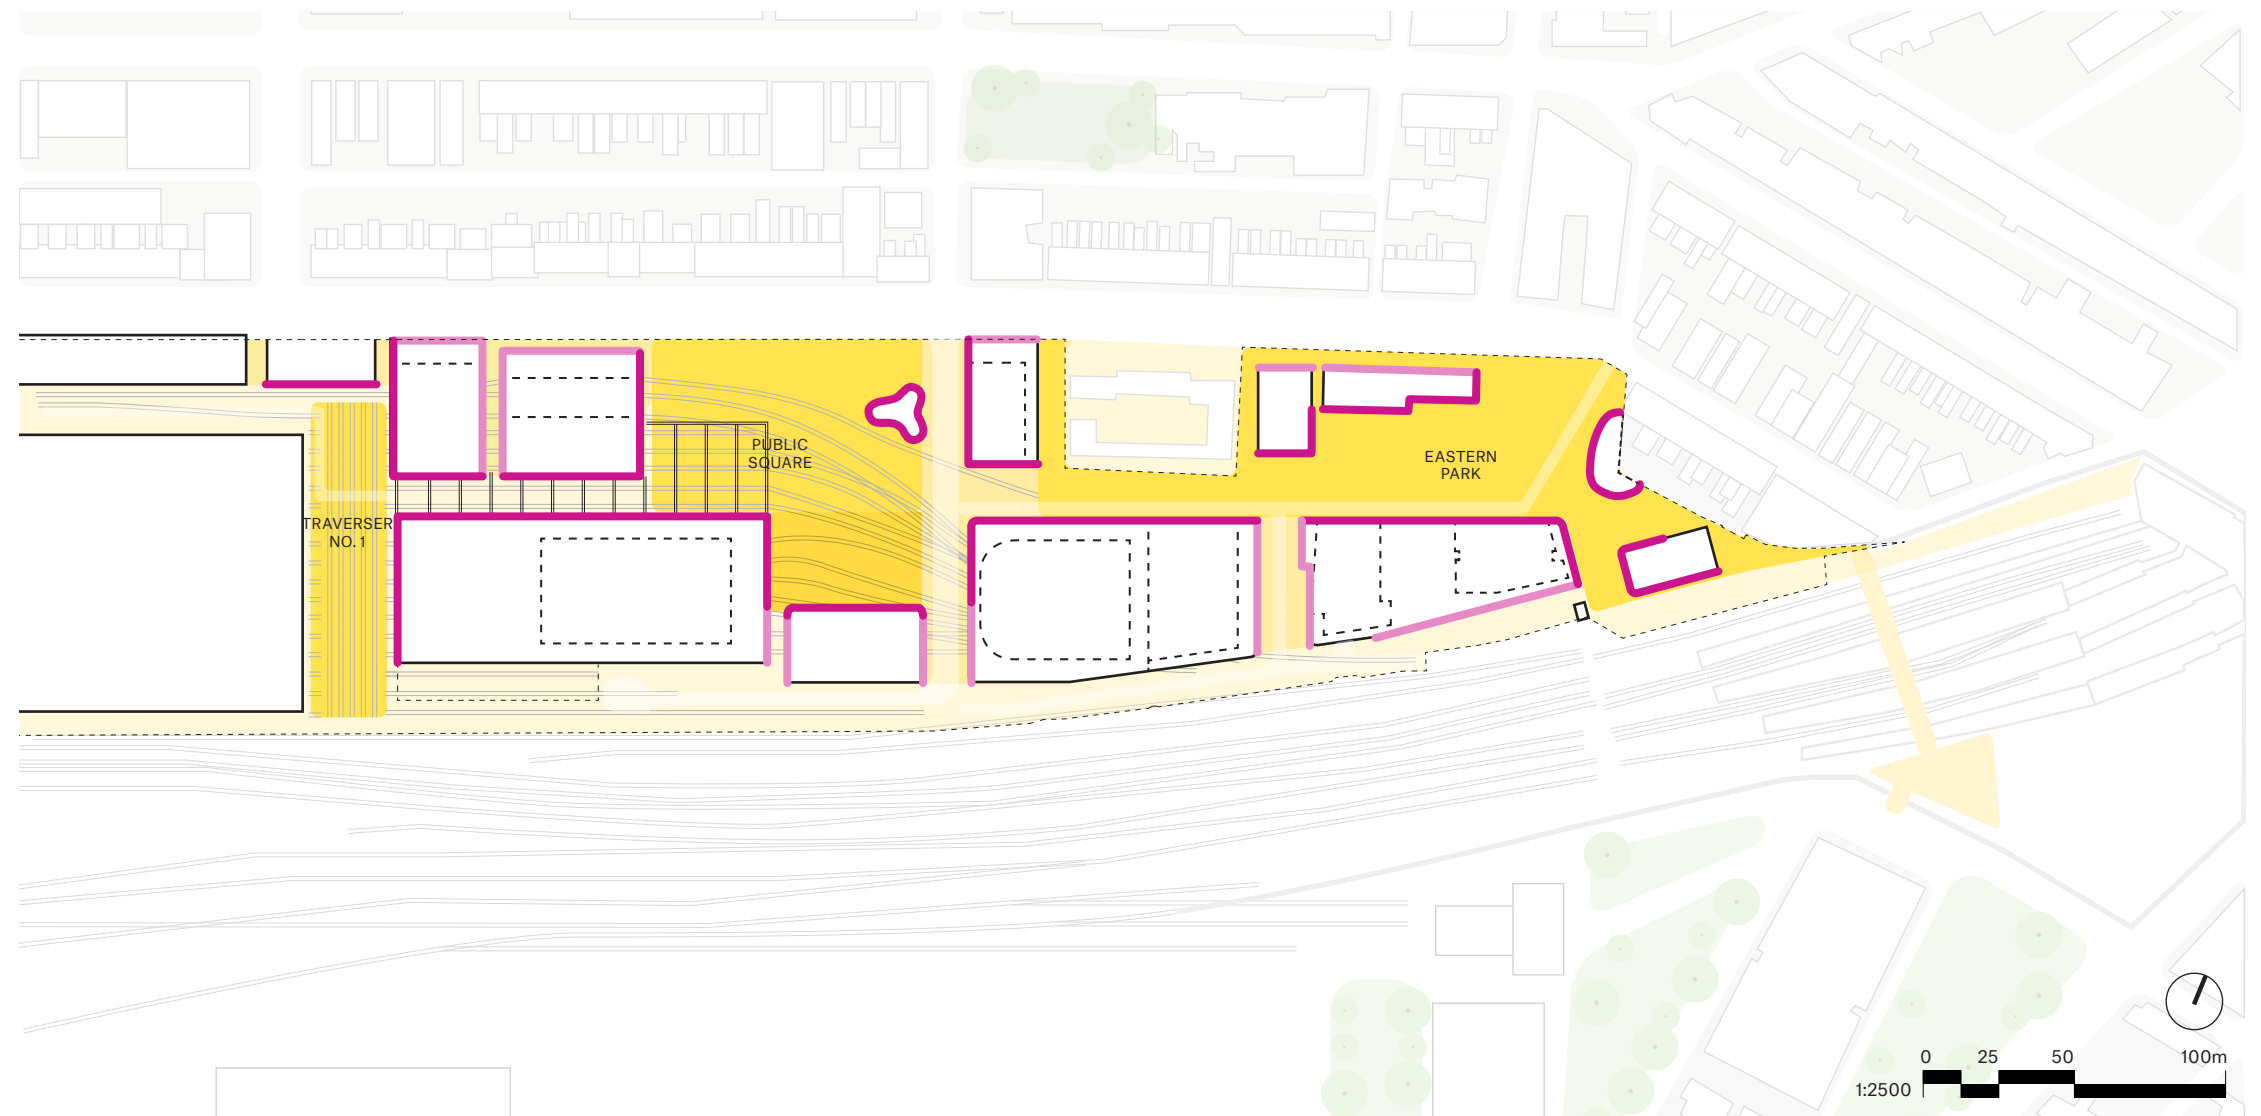 PUBLIC
SQUARE
EASTERN
PARK
TRAVERSER
NO. 1
0 25 50 100m
1:2500